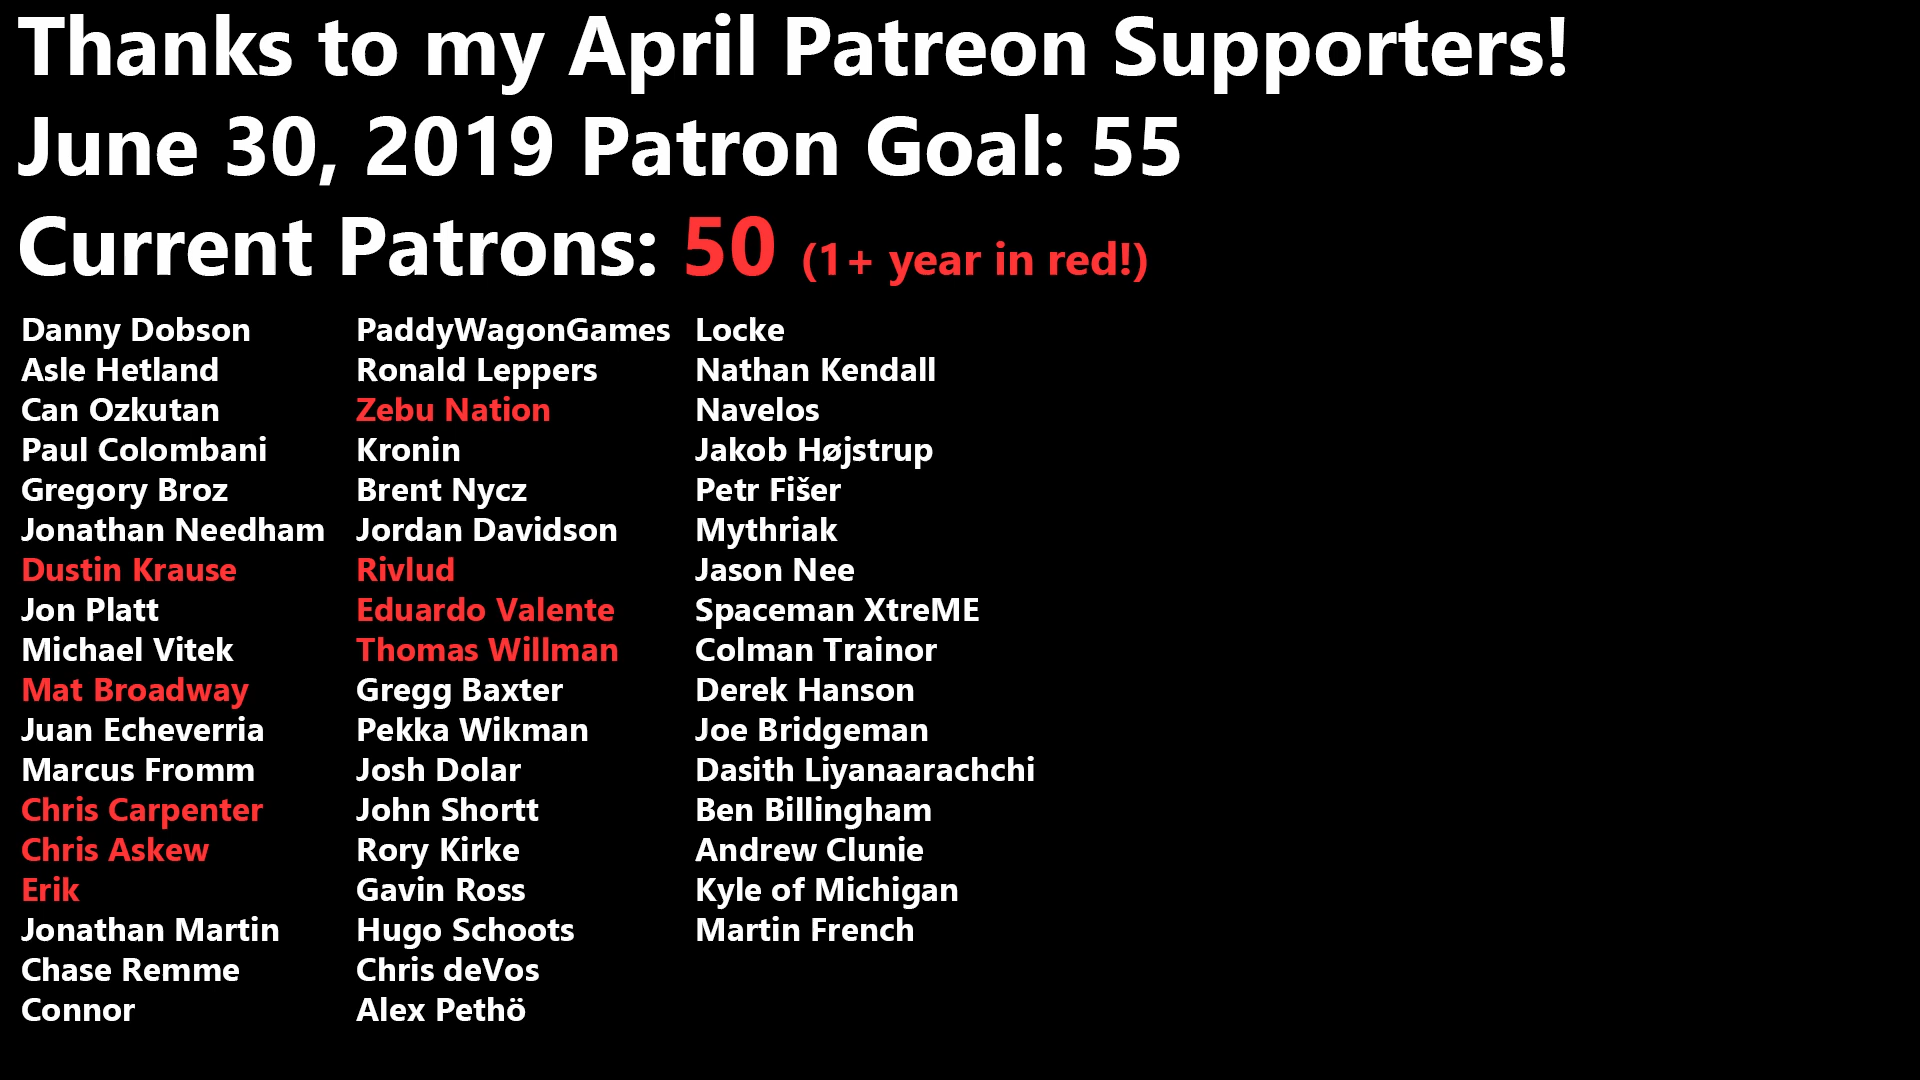 Thanks to my April Patreon Supporters!
June 30, 2019 Patron Goal: 55
Current Patrons: 50 (1+ year in red!)
Danny Dobson
Asle Hetland
Can Ozkutan
Paul Colombani
Gregory Broz
Jonathan Needham
Dustin Krause
Jon Platt
Michael Vitek
Mat Broadway
Juan Echeverria
Marcus Fromm
Chris Carpenter
Chris Askew
Erik
Jonathan Martin
Chase Remme
Connor
PaddyWagonGames
Ronald Leppers
Zebu Nation
Kronin
Brent Nycz
Jordan Davidson
Rivlud
Eduardo Valente
Thomas Willman
Gregg Baxter
Pekka Wikman
Josh Dolar
John Shortt
Rory Kirke
Gavin Ross
Hugo Schoots
Chris deVos
Alex Pethö
Locke
Nathan Kendall
Navelos
Jakob Højstrup
Petr Fišer
Mythriak
Jason Nee
Spaceman XtreME
Colman Trainor
Derek Hanson
Joe Bridgeman
Dasith Liyanaarachchi
Ben Billingham
Andrew Clunie
Kyle of Michigan
Martin French